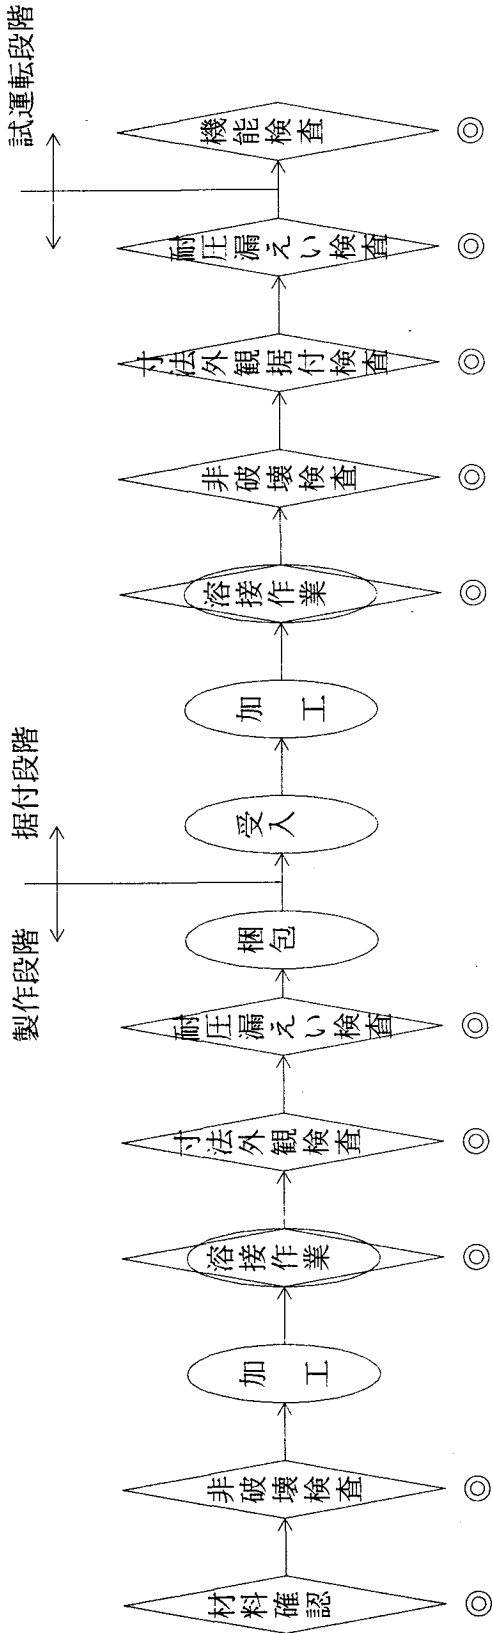 製作段階
据付段階
試運転段階
材料確認
非破壊検査
加工
溶接作業
寸法外観検査
耐圧漏えい検査
梱包
受入
加工
溶接作業
非破壊検査
寸法外観据付検査
耐圧漏えい検査
機能検査
◎
◎
◎
◎
◎
◎
◎
◎
◎
◎